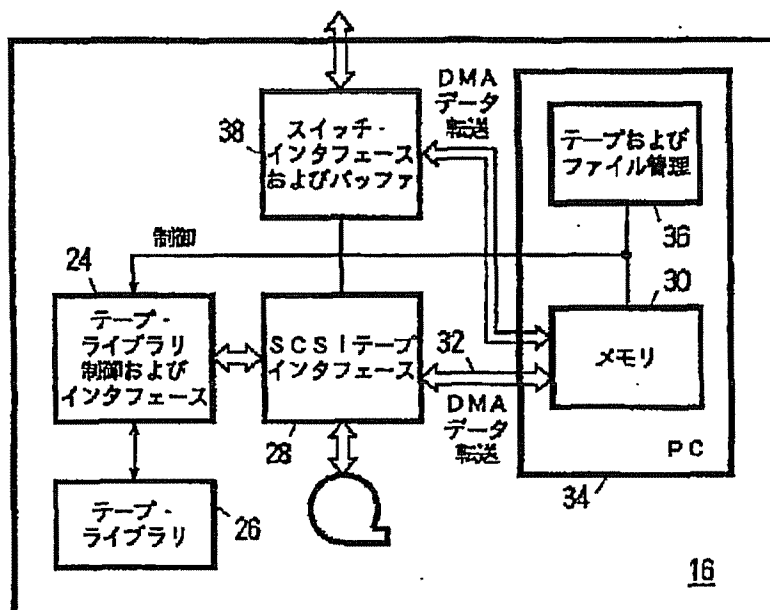 DMA
データ
転送
38
スイッチ・
インタフェース
およびバッファ
テープおよび
ファイル管理
36
制御
24
テープ・
ライブラリ
制御および
インタフェース
SCSIテープ
インタフェース
28
32
DMA
データ
転送
30
メモリ
PC
34
テープ・
ライブラリ
26
16